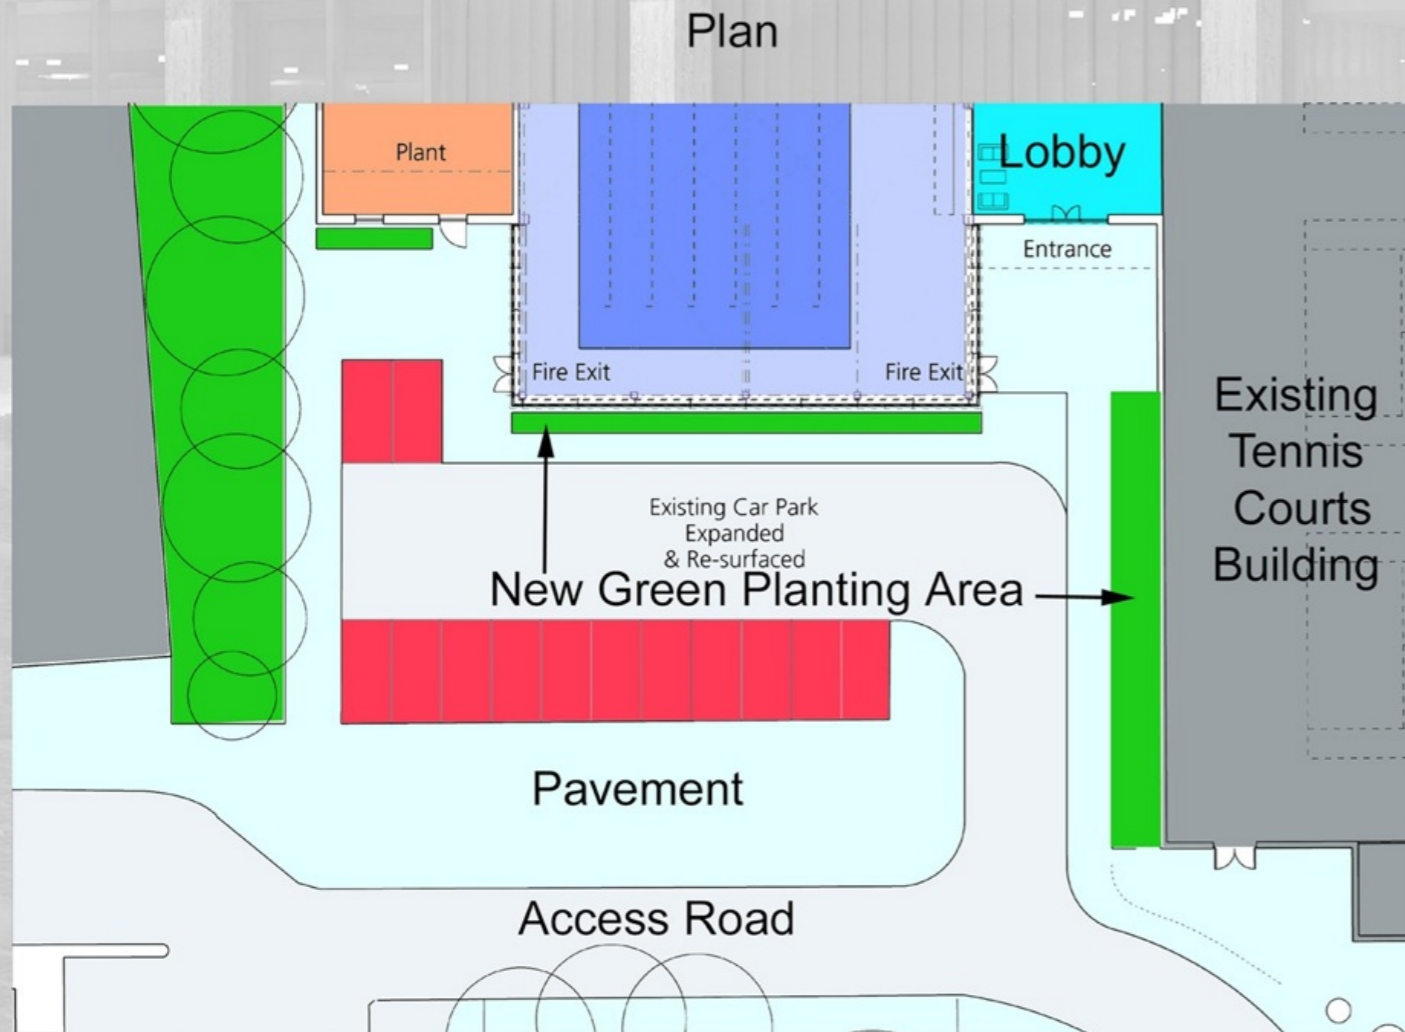 Plan
Plant
Lobby
Entrance
Fire Exit
Fire Exit
Existing
Tennis
Courts
Building
Existing Car Park
Expanded
& Re-surfaced
New Green Planting Area
Pavement
Access Road